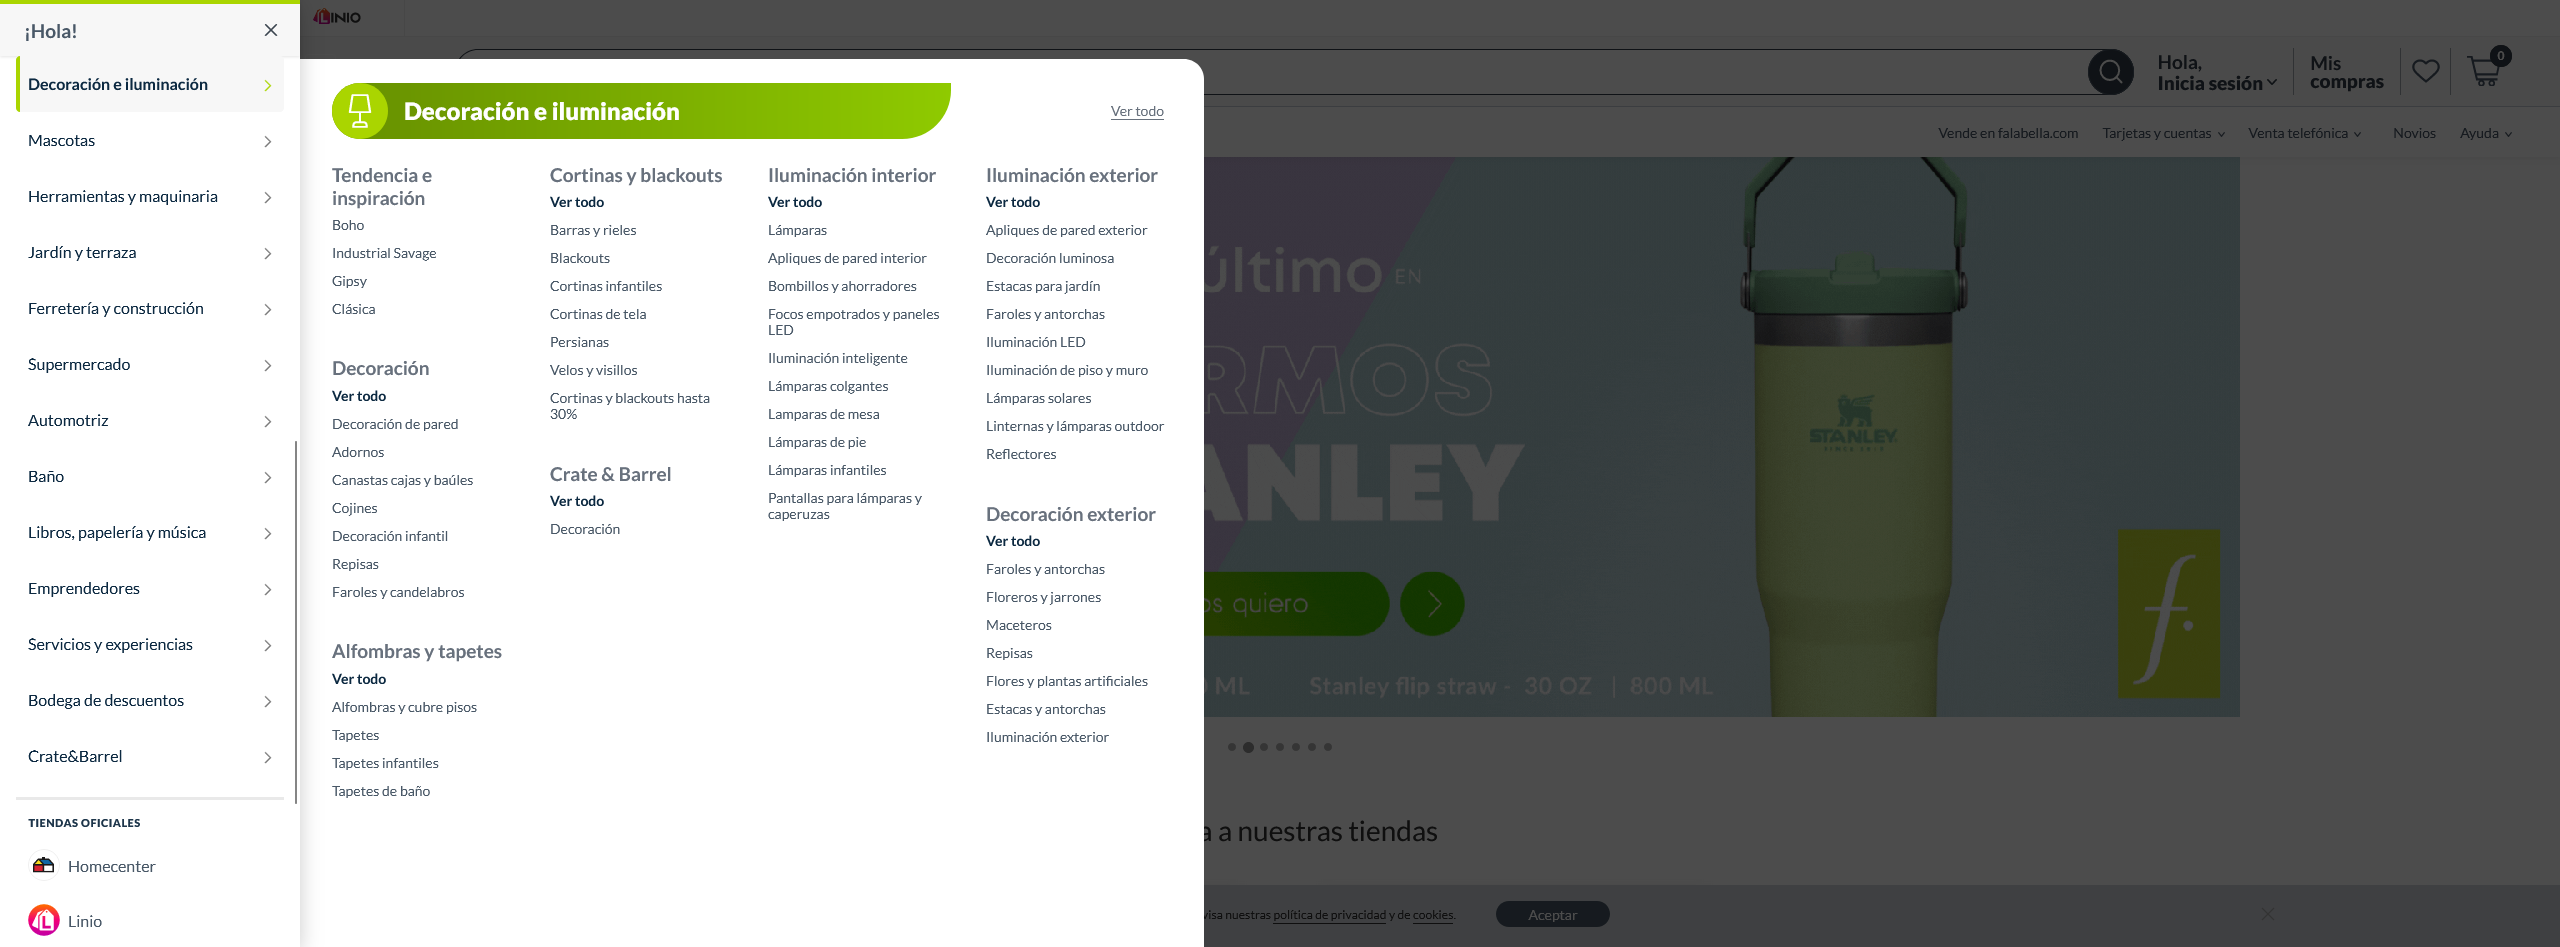 ¡Hola!
Decoración e iluminación
Mascotas
Herramientas y maquinaria
Jardín y terraza
Ferretería y construcción
Supermercado
Automotriz
Baño
Libros, papelería y música
Emprendedores
Servicios y experiencias
Bodega de descuentos
Crate&Barrel
TIENDAS OFICIALES
Homecenter
Linio
Decoración e iluminación
Ver todo
Tendencia e
inspiración
Boho
Industrial Savage
Gipsy
Clásica
Decoración
Ver todo
Decoración de pared
Adornos
Canastas cajas y baúles
Cojines
Decoración infantil
Repisas
Faroles y candelabros
Alfombras y tapetes
Ver todo
Alfombras y cubre pisos
Tapetes
Tapetes infantiles
Tapetes de baño
Cortinas y blackouts
Ver todo
Barras y rieles
Blackouts
Cortinas infantiles
Cortinas de tela
Persianas
Velos y visillos
Cortinas y blackouts hasta
30%
Crate & Barrel
Ver todo
Decoración
Iluminación interior
Ver todo
Lámparas
Apliques de pared interior
Bombillos y ahorradores
Focos empotrados y paneles
LED
Iluminación inteligente
Lámparas colgantes
Lamparas de mesa
Lámparas de pie
Lámparas infantiles
Pantallas para lámparas y
caperuzas
Iluminación exterior
Ver todo
Apliques de pared exterior
Decoración luminosa
Estacas para jardín
Faroles y antorchas
Iluminación LED
Iluminación de piso y muro
Lámparas solares
Linternas y lámparas outdoor
Reflectores
Decoración exterior
Ver todo
Faroles y antorchas
Floreros y jarrones
Maceteros
Repisas
Flores y plantas artificiales
Estacas y antorchas
Iluminación exterior
LINIO
Hola,
Inicia sesión
Mis
compras
0
Vende en falabella.com
Tarjetas y cuentas
Venta telefónica
Novios
Ayuda
último EN
RMOS
ANLEY
os quiero
0 ML
Stanley flip straw - 30 OZ | 800 ML
STANLEY
SINCE 1913
f.
a a nuestras tiendas
visa nuestras política de privacidad y de cookies.
Aceptar